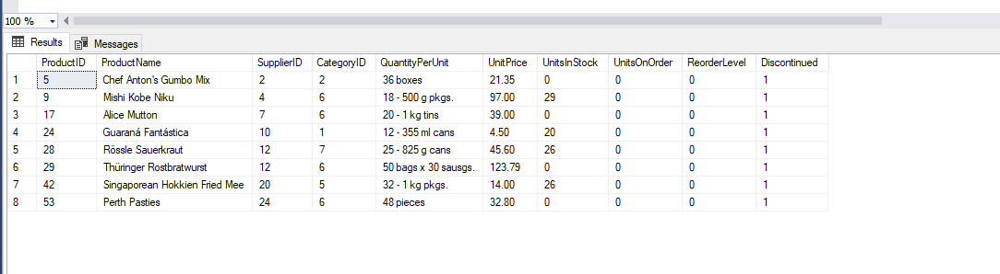 100 %
Results Messages
ProductID ProductName SupplierID CategoryID QuantityPerUnit UnitPrice UnitsInStock UnitsOnOrder ReorderLevel Discontinued
1 5 Chef Anton's Gumbo Mix 2 2 36 boxes 21.35 0 0 0 1
2 9 Mishi Kobe Niku 4 6 18 - 500 g pkgs. 97.00 29 0 0 1
3 17 Alice Mutton 7 6 20 - 1 kg tins 39.00 0 0 0 1
4 24 Guaraná Fantástica 10 1 12 - 355 ml cans 4.50 20 0 0 1
5 28 Rössle Sauerkraut 12 7 25 - 825 g cans 45.60 26 0 0 1
6 29 Thüringer Rostbratwurst 12 6 50 bags x 30 sausgs. 123.79 0 0 0 1
7 42 Singaporean Hokkien Fried Mee 20 5 32 - 1 kg pkgs. 14.00 26 0 0 1
8 53 Perth Pasties 24 6 48 pieces 32.80 0 0 0 1